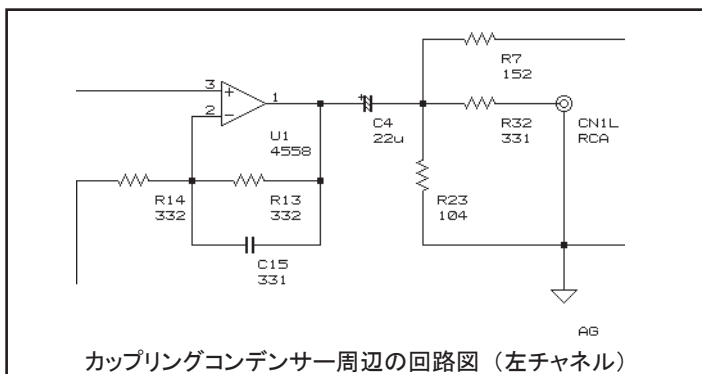 R7
152
3
1
2
U1
4558
C4
22u
R32
331
CN1L
RCA
R14
332
R13
332
R23
104
C15
331
AG
カップリングコンデンサー周辺の回路図（左チャネル）